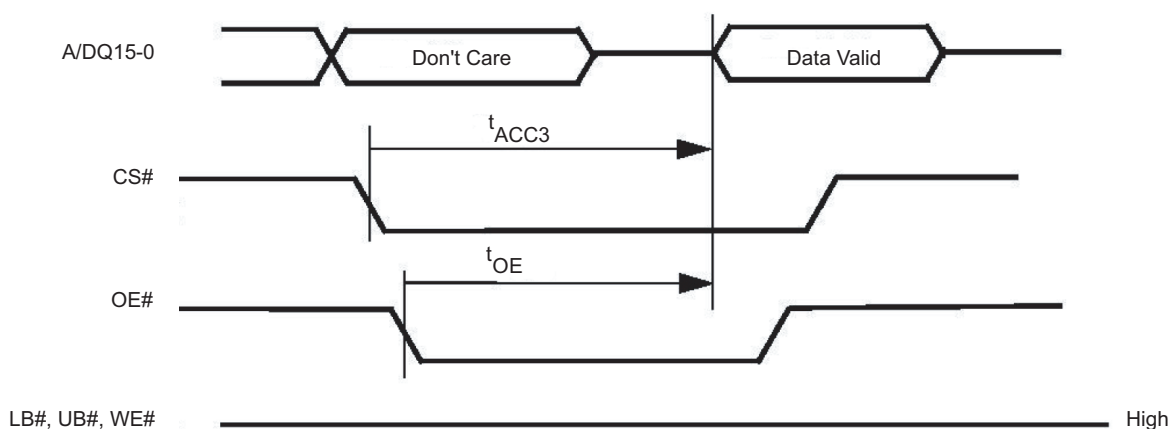 A/DQ15-0
Don't Care
Data Valid
tACC3
CS#
tOE
OE#
LB#, UB#, WE#
High